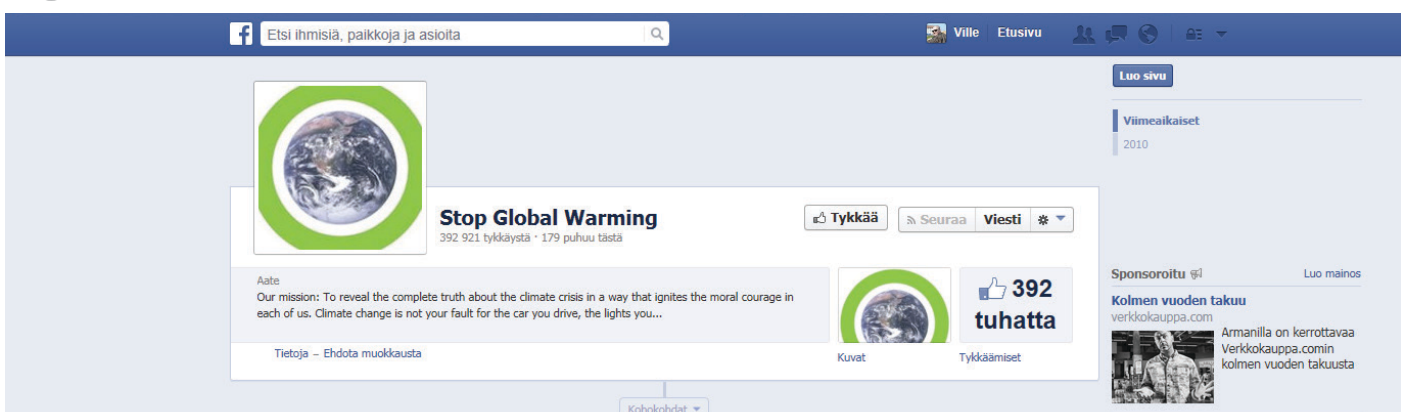 f
Etsi ihmisiä, paikkoja ja asioita
Ville Etusivu
Luo sivu
Viimeaikaiset
2010
Stop Global Warming
392 921 tykkäystä · 179 puhuu tästä
Tykkää
Seuraa Viesti
Aate
Our mission: To reveal the complete truth about the climate crisis in a way that ignites the moral courage in
each of us. Climate change is not your fault for the car you drive, the lights you...
Tietoja – Ehdota muokkausta
Kuvat
392
tuhatta
Tykkäämiset
Sponsoroitu Luo mainos
Kolmen vuoden takuu
verkkokauppa.com
Armanilla on kerrottavaa
Verkkokauppa.comin
kolmen vuoden takuusta
Kohokohdat